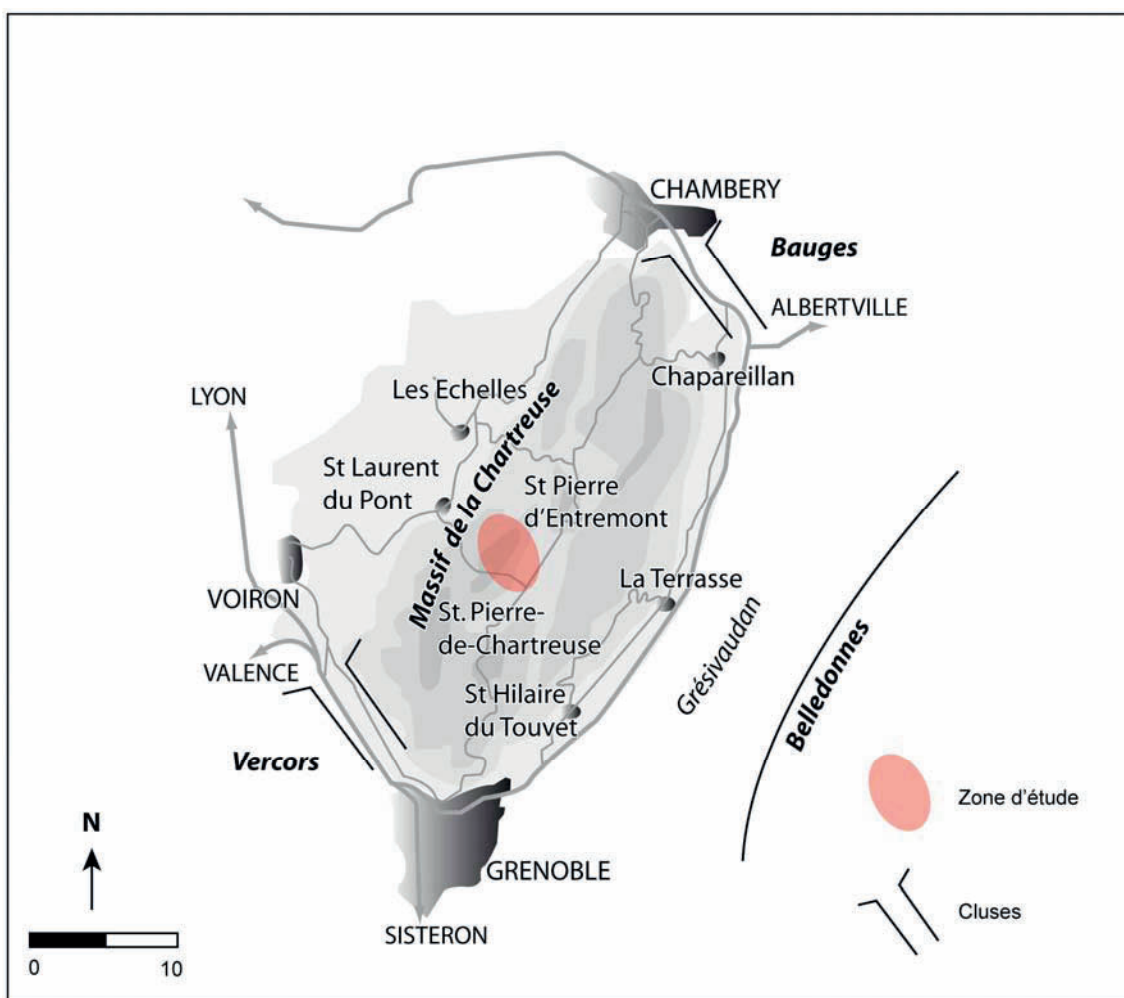 CHAMBERY
Bauges
ALBERTVILLE
Chapareillan
Les Echelles
LYON
Massif de la Chartreuse
St Laurent
du Pont
St Pierre
d'Entremont
La Terrasse
VOIRON
St. Pierre-
de-Chartreuse
VALENCE
Grésivaudan
St Hilaire
du Touvet
Belledonnes
Vercors
Zone d'étude
N
GRENOBLE
Cluses
SISTERON
0 10